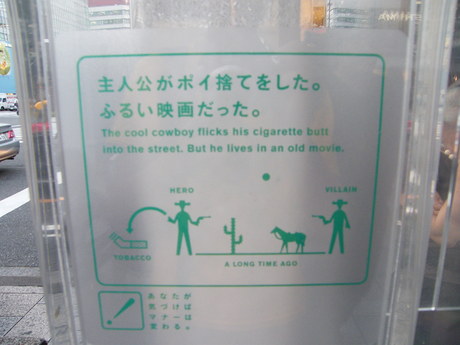 主人公がポイ捨てをした。
ふるい映画だった。
The cool cowboy flicks his cigarette butt
into the street. But he lives in an old movie.
HERO
VILLAIN
TOBACCO
A LONG TIME AGO
あなたが
気づけば
マナーは
変わる。